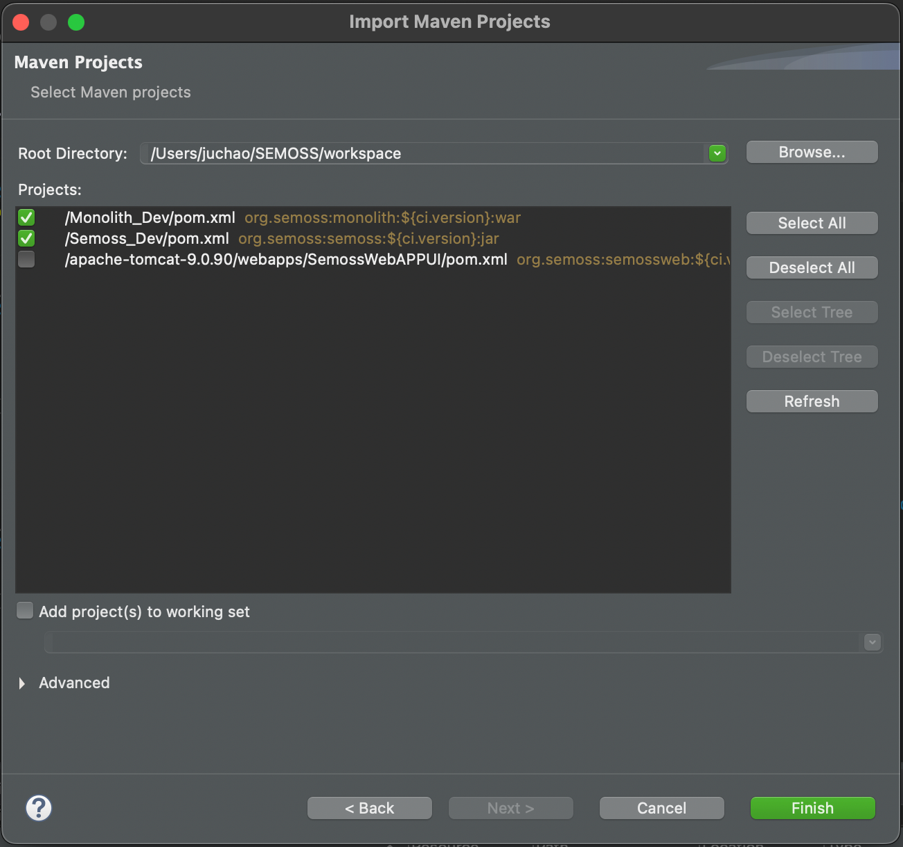 Import Maven Projects
Maven Projects
Select Maven projects
Root Directory: /Users/juchao/SEMOSS/workspace Browse...
Projects:
/Monolith_Dev/pom.xml org.semoss:monolith:${ci.version}:war
/Semoss_Dev/pom.xml org.semoss:semoss:${ci.version}:jar
/apache-tomcat-9.0.90/webapps/SemossWebAPPUI/pom.xml org.semoss:semossweb:${ci.v
Select All
Deselect All
Select Tree
Deselect Tree
Refresh
Add project(s) to working set
Advanced
?
< Back Next > Cancel Finish